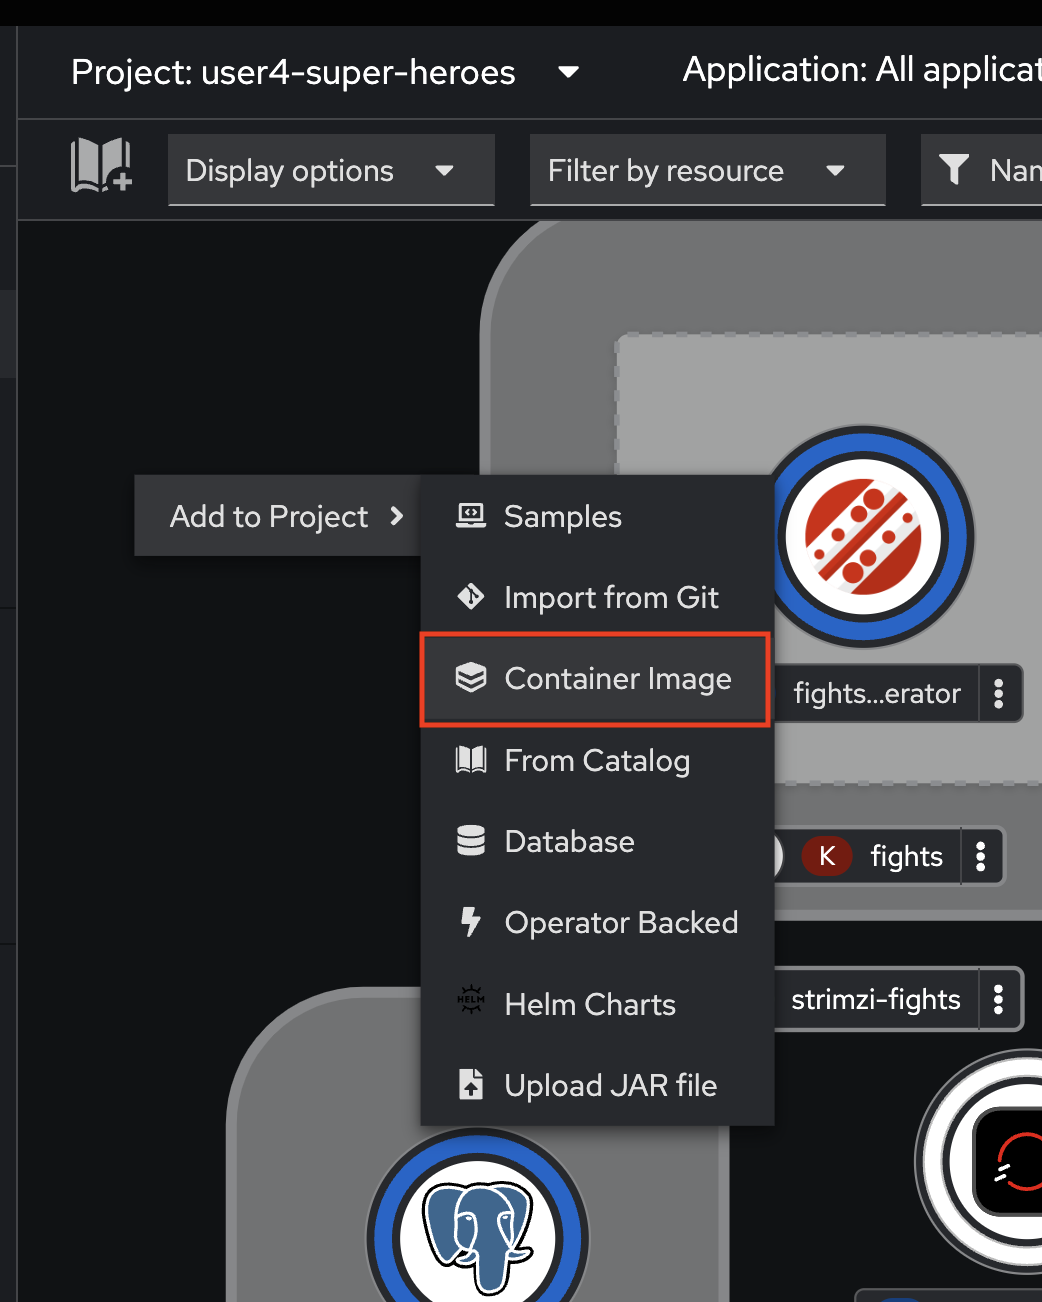 Project: user4-super-heroes
Application: All applicat
Display options
Filter by resource
Nam
Add to Project
Samples
Import from Git
Container Image
From Catalog
Database
Operator Backed
HELM
Helm Charts
Upload JAR file
fights...erator
K
fights
strimzi-fights